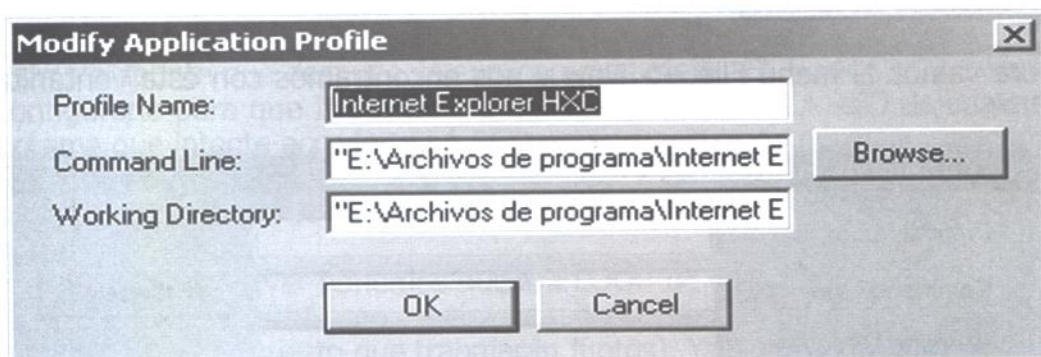 Modify Application Profile
Profile Name: Internet Explorer HXC
Command Line: "E:\Archivos de programa\Internet E Browse...
Working Directory: "E:\Archivos de programa\Internet E
OK Cancel